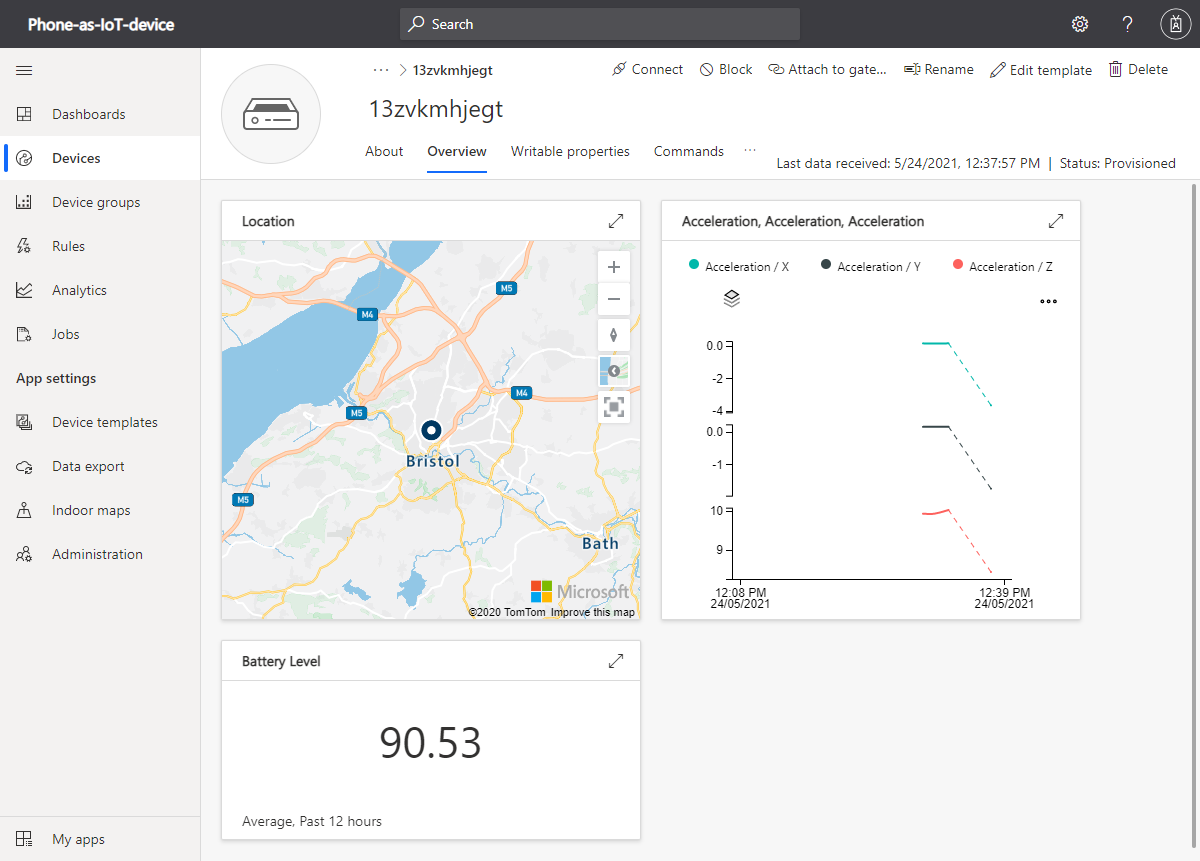 Phone-as-IoT-device
Search
?
Dashboards
Devices
Device groups
Rules
Analytics
Jobs
App settings
Device templates
Data export
Indoor maps
Administration
My apps
··· > 13zvkmhjegt
Connect
Block
Attach to gate...
Rename
Edit template
Delete
13zvkmhjegt
About
Overview
Writable properties
Commands
···
Last data received: 5/24/2021, 12:37:57 PM | Status: Provisioned
Location
M5
M4
M4
M5
Bristol
M5
Bath
Microsoft
©2020 TomTom Improve this map
Acceleration, Acceleration, Acceleration
Acceleration / X
Acceleration / Y
Acceleration / Z
0.0
-2
-4
0.0
-1
10
9
12:08 PM
24/05/2021
12:39 PM
24/05/2021
Battery Level
90.53
Average, Past 12 hours